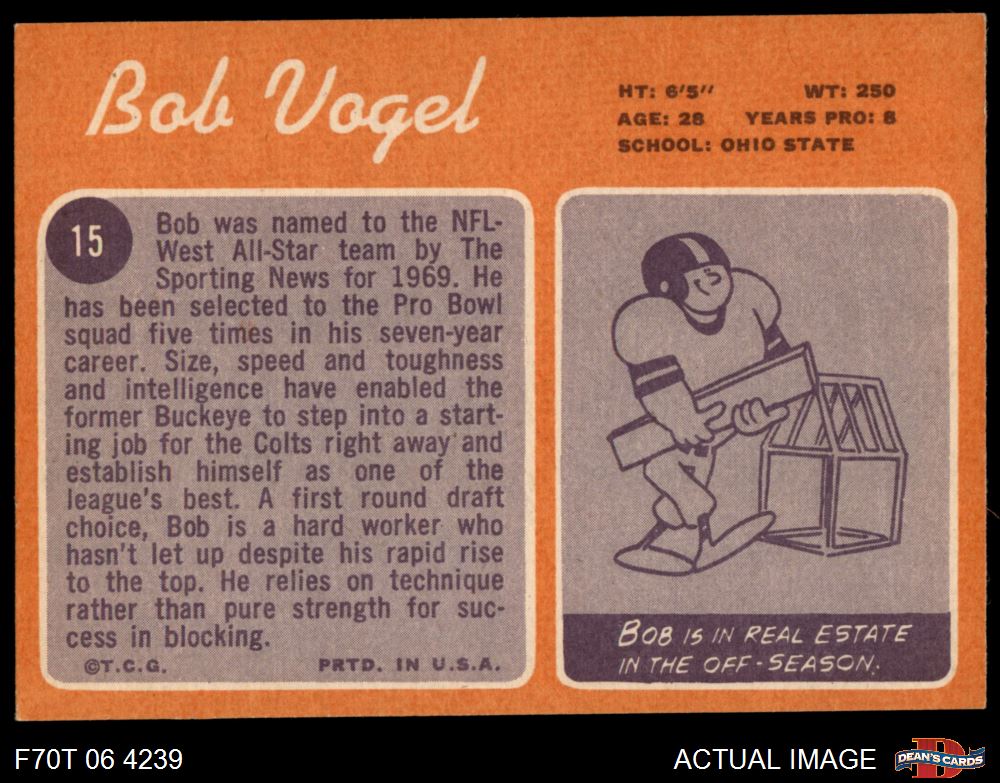 Bob Vogel
HT: 6'5" WT: 250
AGE: 28 YEARS PRO: 8
SCHOOL: OHIO STATE
15
Bob was named to the NFL-
West All-Star team by The
Sporting News for 1969. He
has been selected to the Pro Bowl
squad five times in his seven-year
career. Size, speed and toughness
and intelligence have enabled the
former Buckeye to step into a start-
ing job for the Colts right away and
establish himself as one of the
league's best. A first round draft
choice, Bob is a hard worker who
hasn't let up despite his rapid rise
to the top. He relies on technique
rather than pure strength for suc-
cess in blocking.
©T.C.G. PRTD. IN U.S.A.
BOB IS IN REAL ESTATE
IN THE OFF-SEASON.
F70T 06 4239
ACTUAL IMAGE
D
DEAN'S CARDS